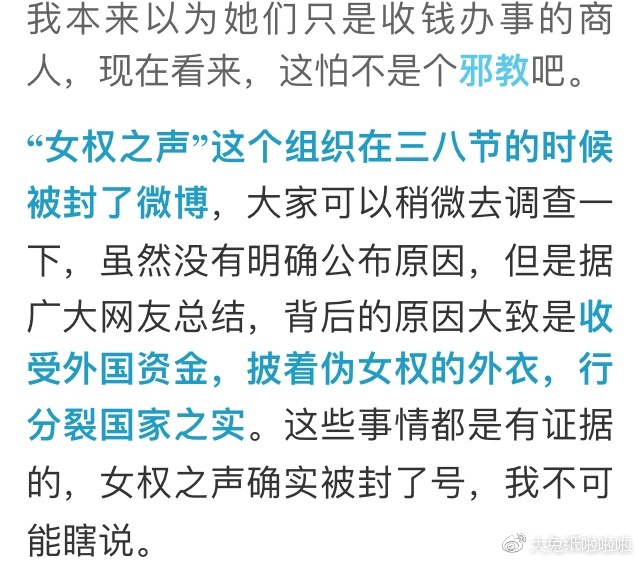 我本来以为她们只是收钱办事的商
人，现在看来，这怕不是个邪教吧。
“女权之声”这个组织在三八节的时候
被封了微博，大家可以稍微去调查一
下，虽然没有明确公布原因，但是据
广大网友总结，背后的原因大致是收
受外国资金，披着伪女权的外衣，行
分裂国家之实。这些事情都是有证据
的，女权之声确实被封了号，我不可
能瞎说。
大兔纸啦啦啦